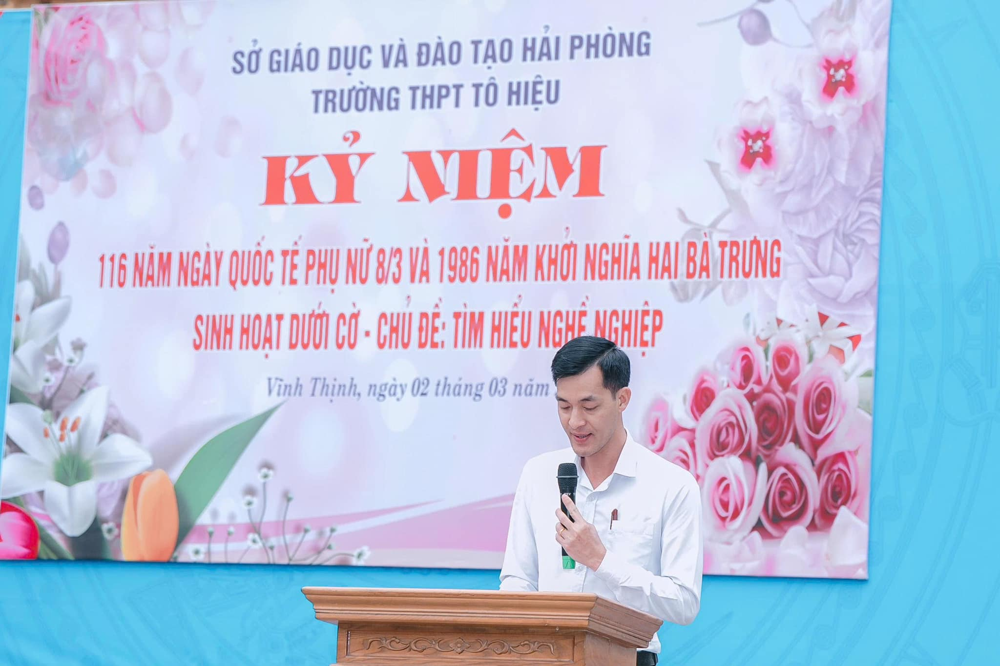 SỞ GIÁO DỤC VÀ ĐÀO TẠO HẢI PHÒNG
TRƯỜNG THPT TÔ HIỆU
KỶ NIỆM
116 NĂM NGÀY QUỐC TẾ PHỤ NỮ 8/3 VÀ 1986 NĂM KHỞI NGHĨA HAI BÀ TRƯNG
SINH HOẠT DƯỚI CỜ - CHỦ ĐỀ: TÌM HIỂU NGHỀ NGHIỆP
Vĩnh Thịnh, ngày 02 tháng 03 năm